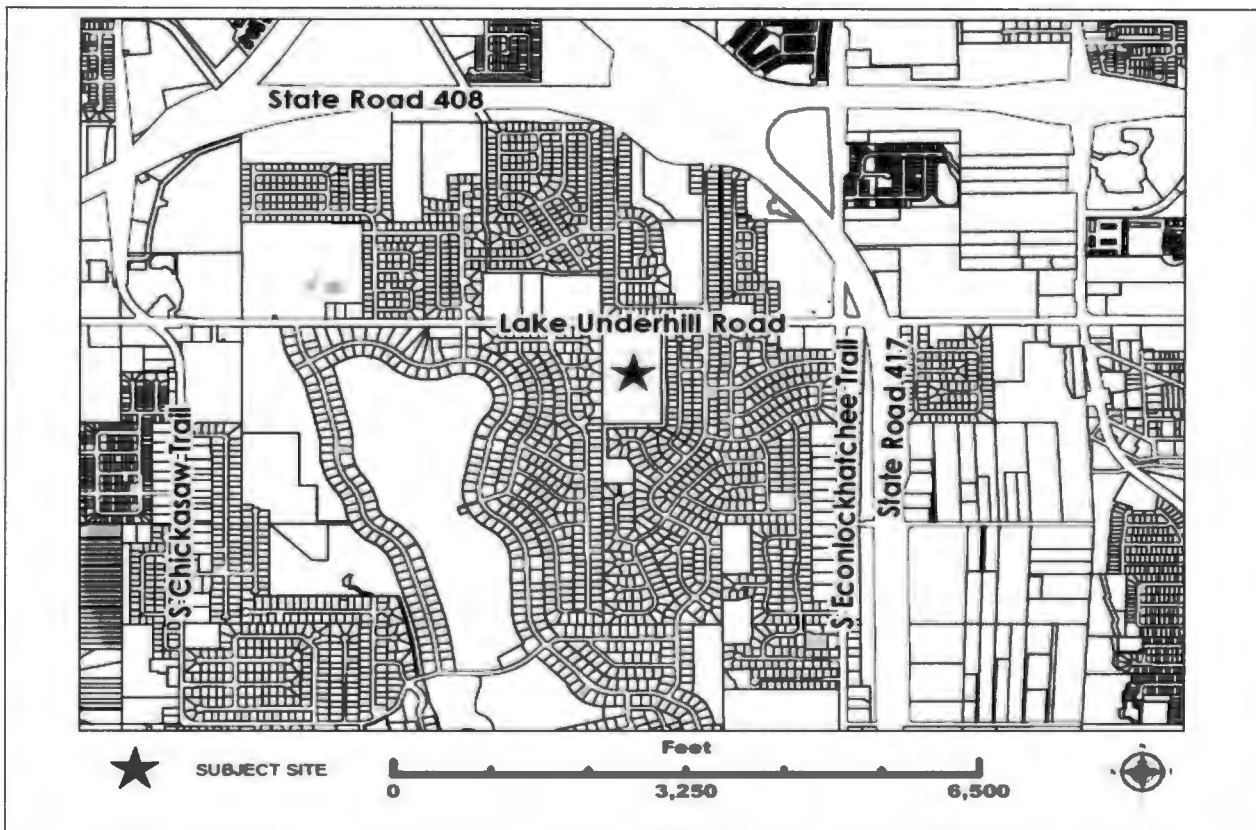 State Road 408
Lake Underhill Road
S Chickasaw Trail
S Econlockhatchee Trail
State Road 417
SUBJECT SITE
Feet
0 3,250 6,500